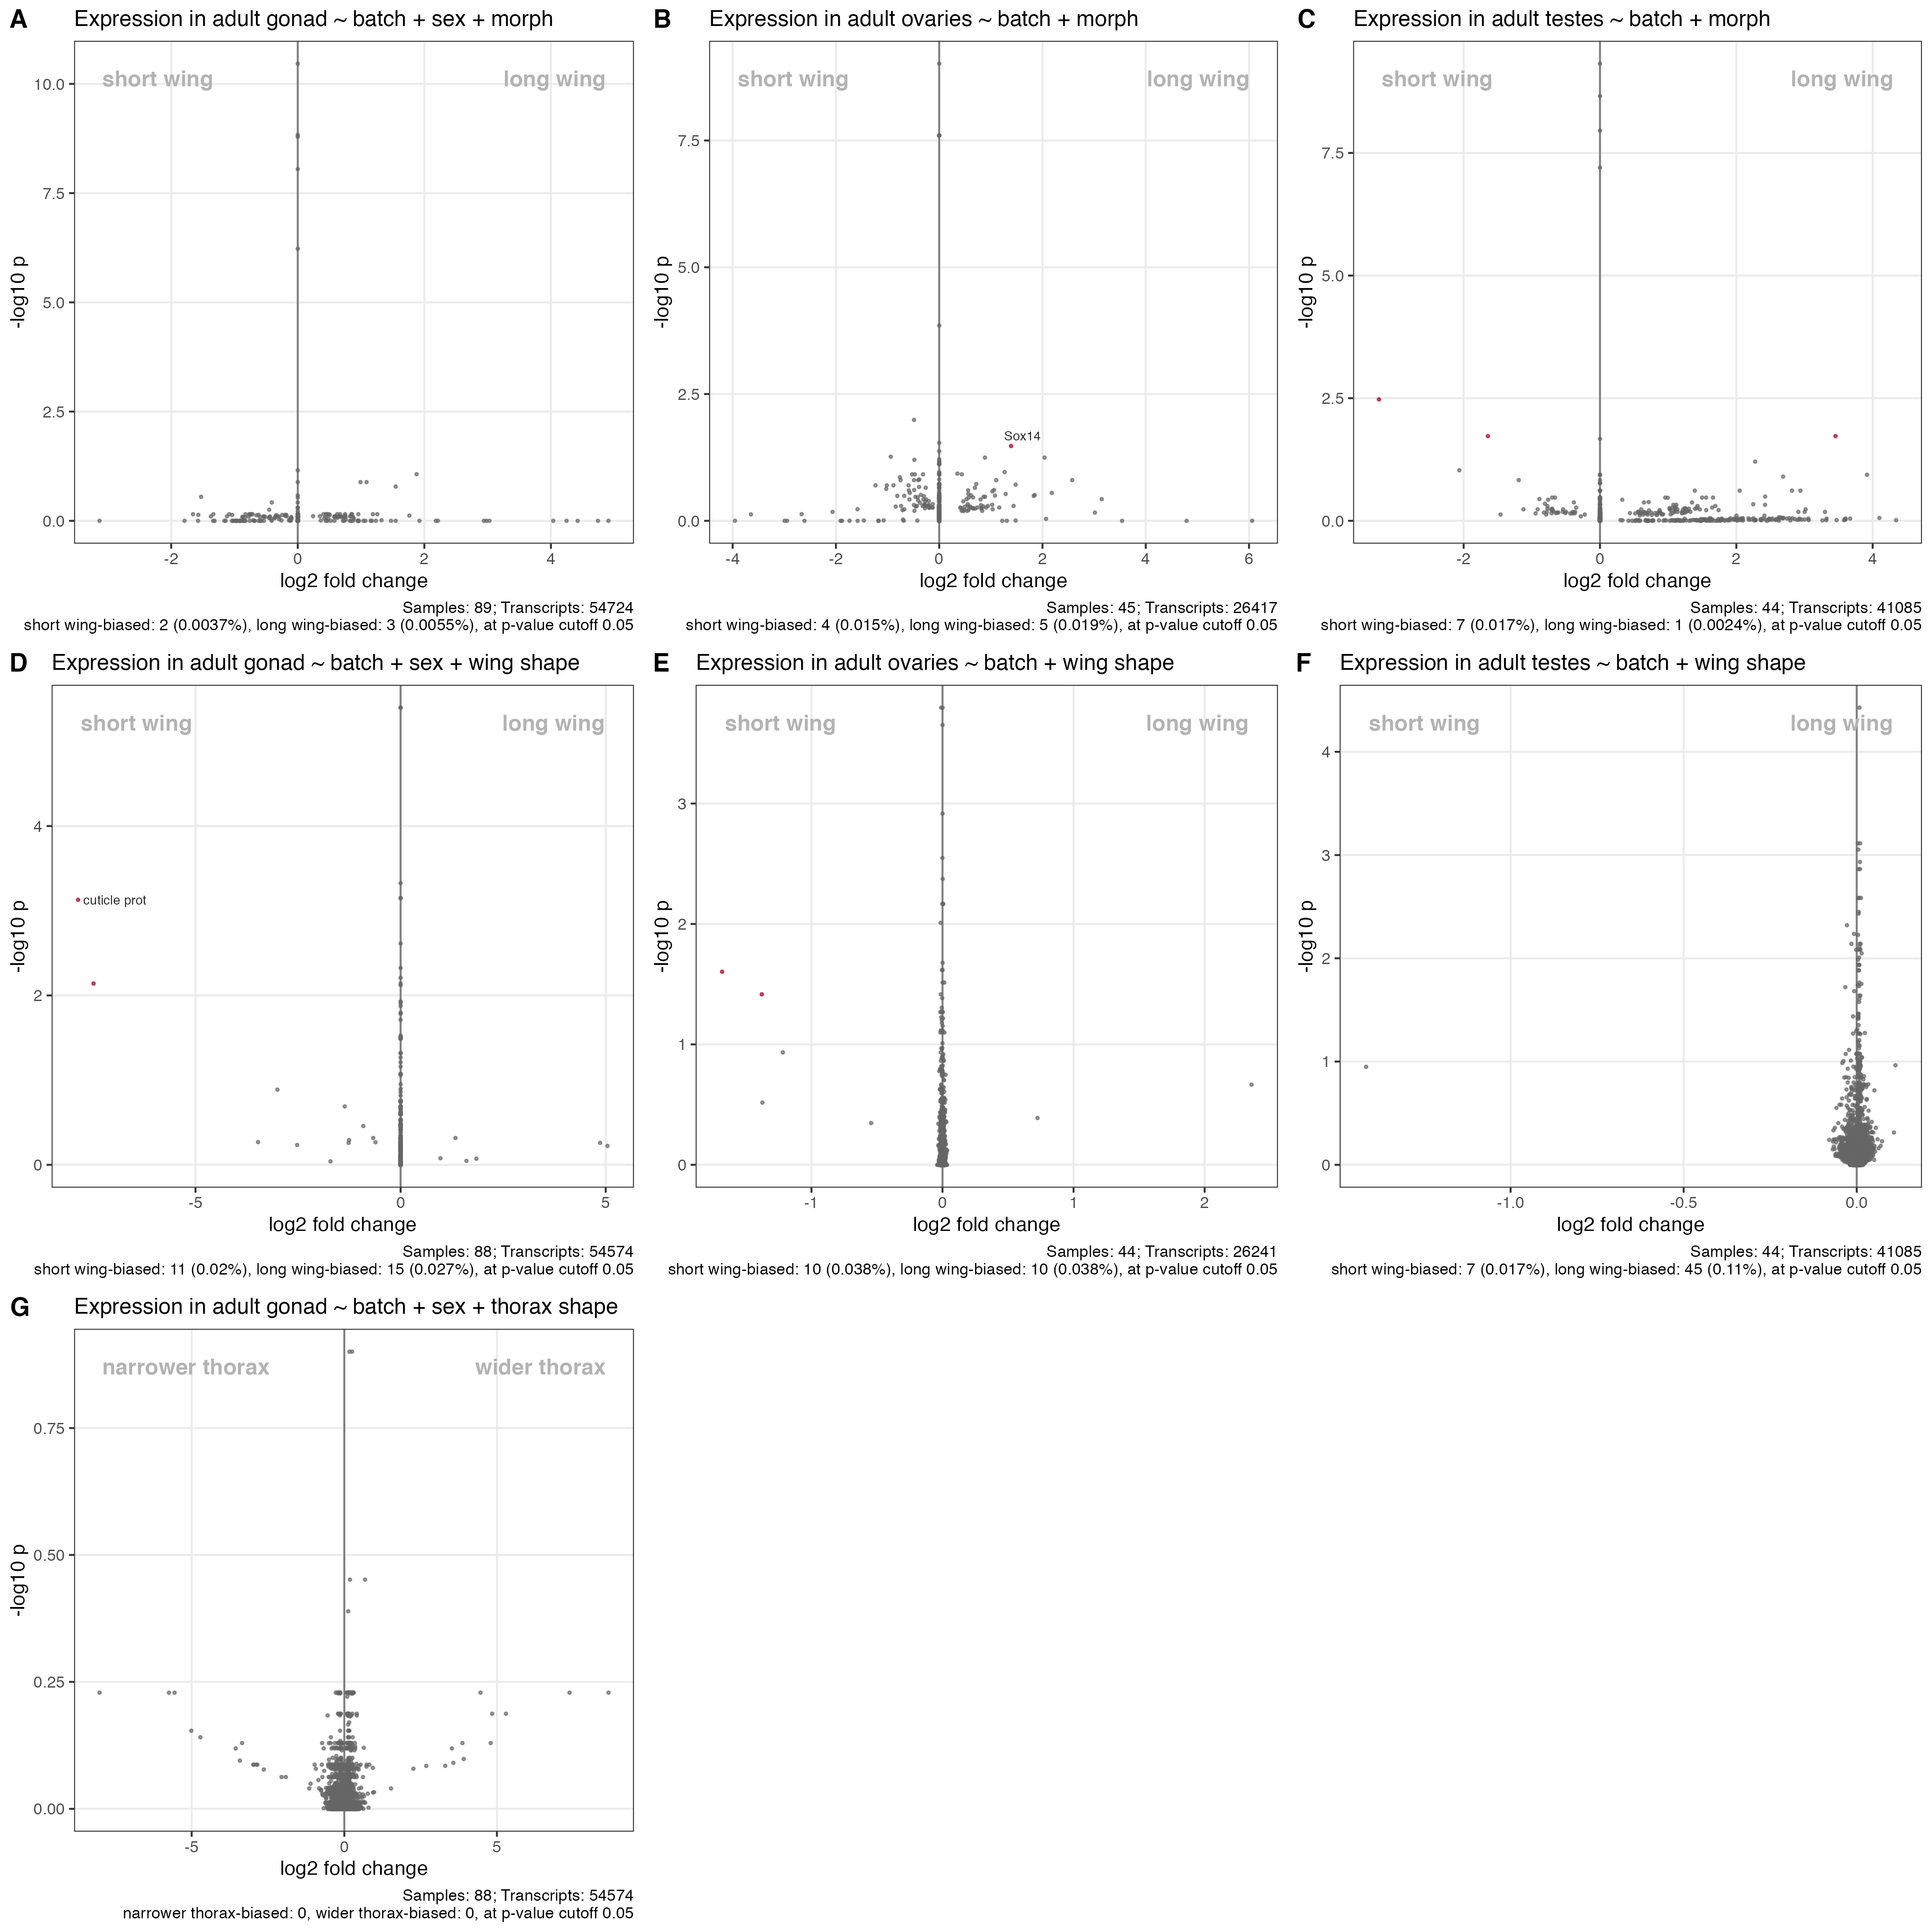 A Expression in adult gonad ~ batch + sex + morph
short wing long wing
10.0
7.5
5.0
2.5
0.0
-log10 p
-2 0 2 4
log2 fold change
Samples: 89; Transcripts: 54724
short wing-biased: 2 (0.0037%), long wing-biased: 3 (0.0055%), at p-value cutoff 0.05
B Expression in adult ovaries ~ batch + morph
short wing long wing
7.5
5.0
2.5
Sox14
0.0
-log10 p
-4 -2 0 2 4 6
log2 fold change
Samples: 45; Transcripts: 26417
short wing-biased: 4 (0.015%), long wing-biased: 5 (0.019%), at p-value cutoff 0.05
C Expression in adult testes ~ batch + morph
short wing long wing
7.5
5.0
2.5
0.0
-log10 p
-2 0 2 4
log2 fold change
Samples: 44; Transcripts: 41085
short wing-biased: 7 (0.017%), long wing-biased: 1 (0.0024%), at p-value cutoff 0.05
D Expression in adult gonad ~ batch + sex + wing shape
short wing long wing
4
cuticle prot
2
0
-log10 p
-5 0 5
log2 fold change
Samples: 88; Transcripts: 54574
short wing-biased: 11 (0.02%), long wing-biased: 15 (0.027%), at p-value cutoff 0.05
E Expression in adult ovaries ~ batch + wing shape
short wing long wing
3
2
1
0
-log10 p
-1 0 1 2
log2 fold change
Samples: 44; Transcripts: 26241
short wing-biased: 10 (0.038%), long wing-biased: 10 (0.038%), at p-value cutoff 0.05
F Expression in adult testes ~ batch + wing shape
short wing long wing
4
3
2
1
0
-log10 p
-1.0 -0.5 0.0
log2 fold change
Samples: 44; Transcripts: 41085
short wing-biased: 7 (0.017%), long wing-biased: 45 (0.11%), at p-value cutoff 0.05
G Expression in adult gonad ~ batch + sex + thorax shape
narrower thorax wider thorax
0.75
0.50
0.25
0.00
-log10 p
-5 0 5
log2 fold change
Samples: 88; Transcripts: 54574
narrower thorax-biased: 0, wider thorax-biased: 0, at p-value cutoff 0.05